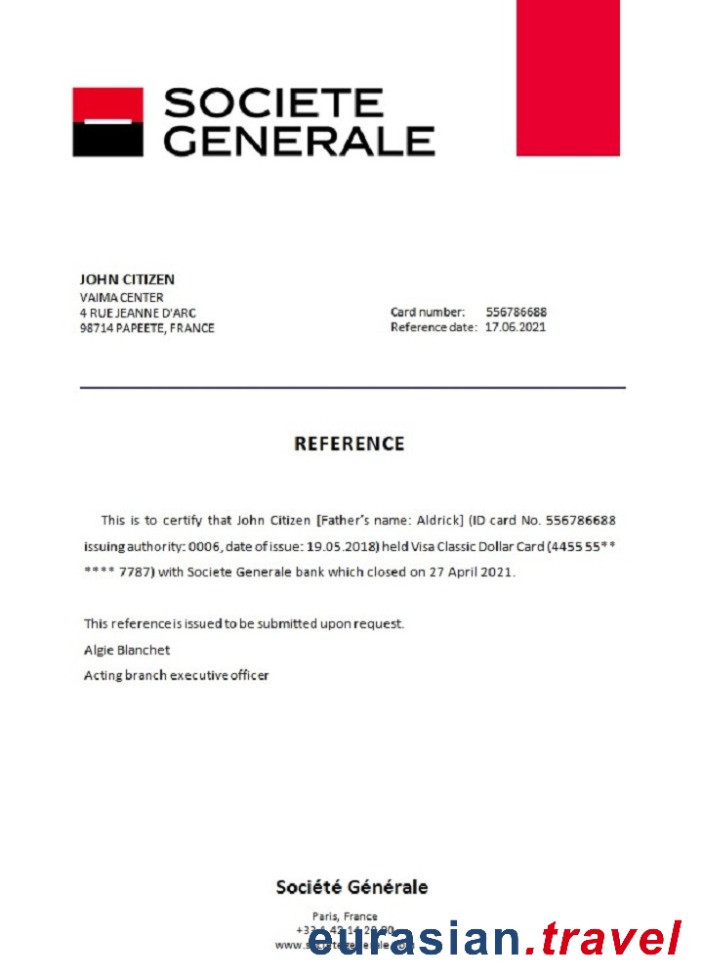 SOCIETE
GENERALE
JOHN CITIZEN
VAIMA CENTER
4 RUE JEANNE D'ARC
98714 PAPEETE, FRANCE
Card number: 556786688
Reference date: 17.06.2021
REFERENCE
This is to certify that John Citizen [Father's name: Aldrick] (ID card No. 556786688
issuing authority: 0006, date of issue: 19.05.2018) held Visa Classic Dollar Card (4455 55**
**** 7787) with Societe Generale bank which closed on 27 April 2021.
This reference is issued to be submitted upon request.
Algie Blanchet
Acting branch executive officer
Société Générale
Paris, France
eurasian.travel